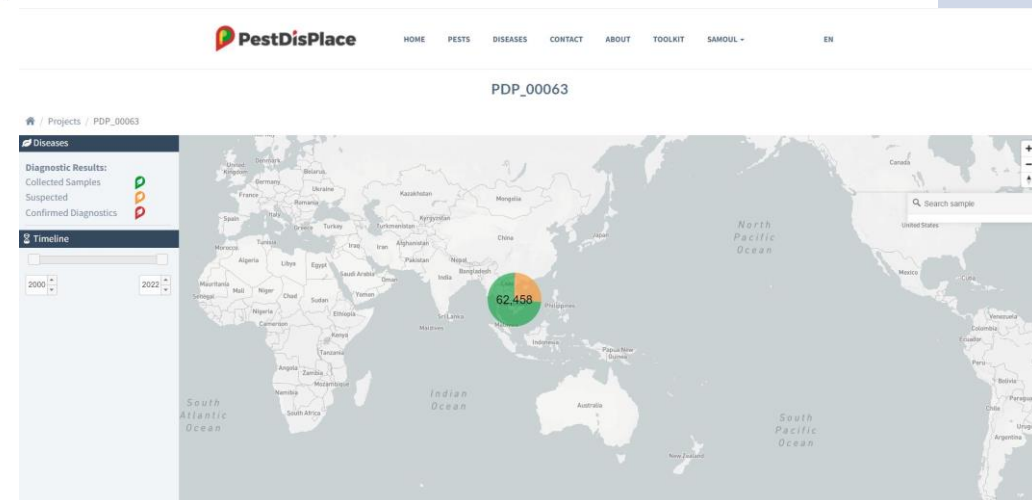 PestDisPlace
HOME PESTS DISEASES CONTACT ABOUT TOOLKIT SAMOUL EN
PDP_00063
/ Projects / PDP_00063
Diseases
Diagnostic Results:
Collected Samples
Suspected
Confirmed Diagnostics
Timeline
2000 2022
+
−
Search sample
United Kingdom
Denmark
Belarus
Germany
Ukraine
France
Romania
Kazakhstan
Mongolia
Spain
Italy
Greece
Turkey
Turkmenistan
Kyrgyzstan
China
Japan
Morocco
Tunisia
Iraq
Iran
Afghanistan
Algeria
Libya
Egypt
Pakistan
Nepal
Saudi Arabia
Oman
India
Bangladesh
Mauritania
Mali
Niger
Chad
Sudan
Yemen
Senegal
Nigeria
Ethiopia
Cameroon
Kenya
Sri Lanka
Maldives
62,458
Philippines
Tanzania
Indonesia
Papua New Guinea
Angola
Zambia
Mozambique
Namibia
South Africa
Australia
New Zealand
North
Pacific
Ocean
Indian
Ocean
South
Atlantic
Ocean
South
Pacific
Ocean
Canada
United States
Mexico
Cuba
Venezuela
Colombia
Ecuador
Peru
Bolivia
Chile
Argentina